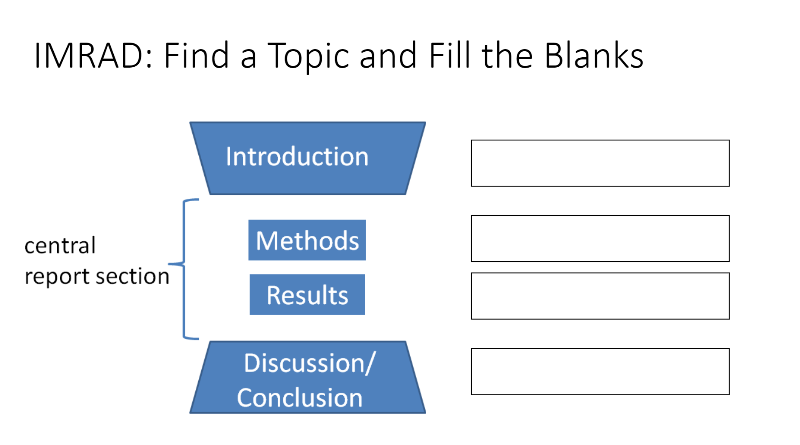 IMRAD: Find a Topic and Fill the Blanks
Introduction
central
report section
Methods
Results
Discussion/
Conclusion